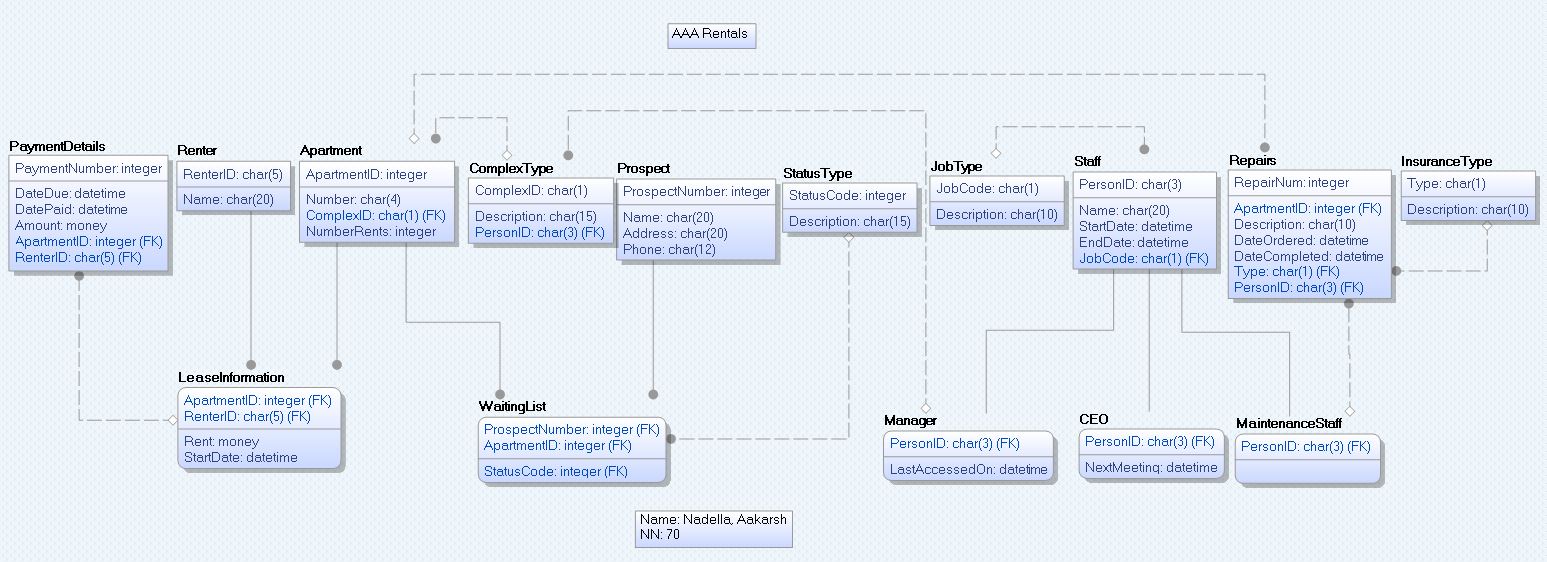 AAA Rentals
PaymentDetails
PaymentNumber: integer
DateDue: datetime
DatePaid: datetime
Amount: money
ApartmentID: integer (FK)
RenterID: char(5) (FK)
Renter
RenterID: char(5)
Name: char(20)
Apartment
ApartmentID: integer
Number: char(4)
ComplexID: char(1) (FK)
NumberRents: integer
ComplexType
ComplexID: char(1)
Description: char(15)
PersonID: char(3) (FK)
Prospect
ProspectNumber: integer
Name: char(20)
Address: char(20)
Phone: char(12)
StatusType
StatusCode: integer
Description: char(15)
JobType
JobCode: char(1)
Description: char(10)
Staff
PersonID: char(3)
Name: char(20)
StartDate: datetime
EndDate: datetime
JobCode: char(1) (FK)
Repairs
RepairNum: integer
ApartmentID: integer (FK)
Description: char(10)
DateOrdered: datetime
DateCompleted: datetime
Type: char(1) (FK)
PersonID: char(3) (FK)
InsuranceType
Type: char(1)
Description: char(10)
LeaseInformation
ApartmentID: integer (FK)
RenterID: char(5) (FK)
Rent: money
StartDate: datetime
WaitingList
ProspectNumber: integer (FK)
ApartmentID: integer (FK)
StatusCode: integer (FK)
Manager
PersonID: char(3) (FK)
LastAccessedOn: datetime
CEO
PersonID: char(3) (FK)
NextMeeting: datetime
MaintenanceStaff
PersonID: char(3) (FK)
Name: Nadella, Aakarsh
NN: 70